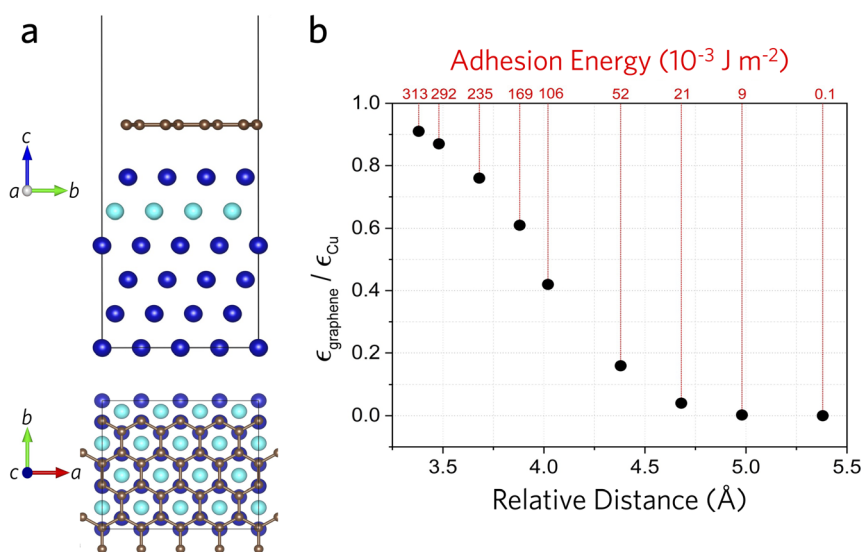 a
b
c
a
b
b
c
a
Adhesion Energy (10⁻³ J m⁻²)
313 292 235 169 106 52 21 9 0.1
1.0
0.8
0.6
0.4
0.2
0.0
ϵgraphene / ϵCu
3.5 4.0 4.5 5.0 5.5
Relative Distance (Å)